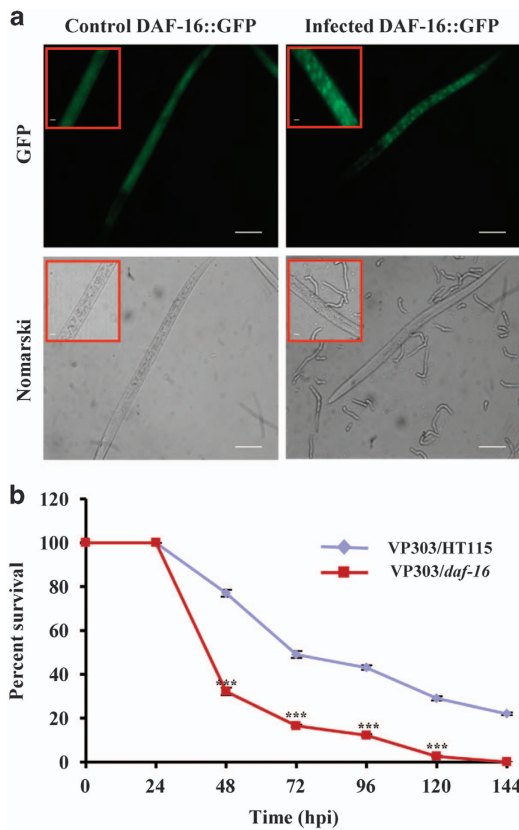 a
Control DAF-16::GFP
Infected DAF-16::GFP
GFP
Nomarski
b
120
100
80
60
40
20
0
Percent survival
VP303/HT115
VP303/daf-16
***
***
***
***
0 24 48 72 96 120 144
Time (hpi)